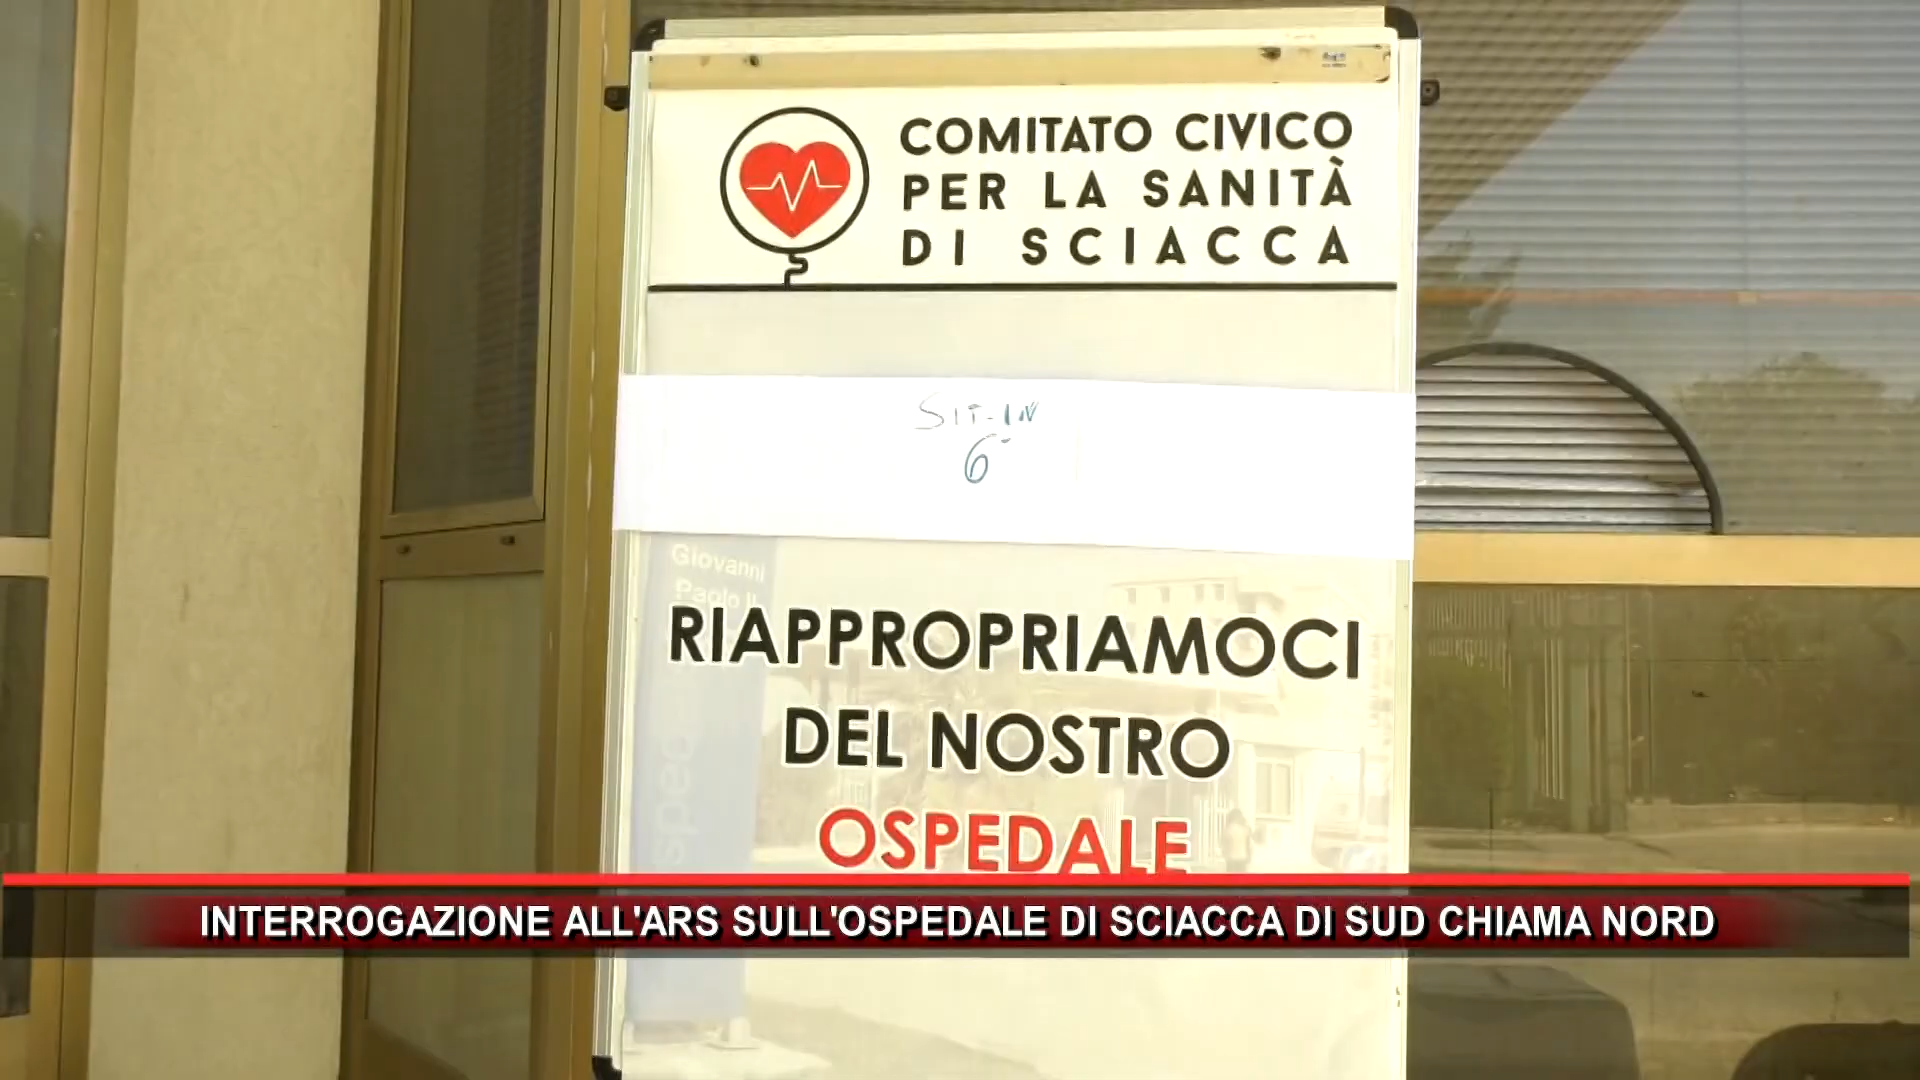 COMITATO CIVICO
PER LA SANITÀ
DI SCIACCA
SIT-IN
6°
Giovanni
Paolo II
RIAPPROPRIAMOCI
DEL NOSTRO
OSPEDALE
INTERROGAZIONE ALL'ARS SULL'OSPEDALE DI SCIACCA DI SUD CHIAMA NORD